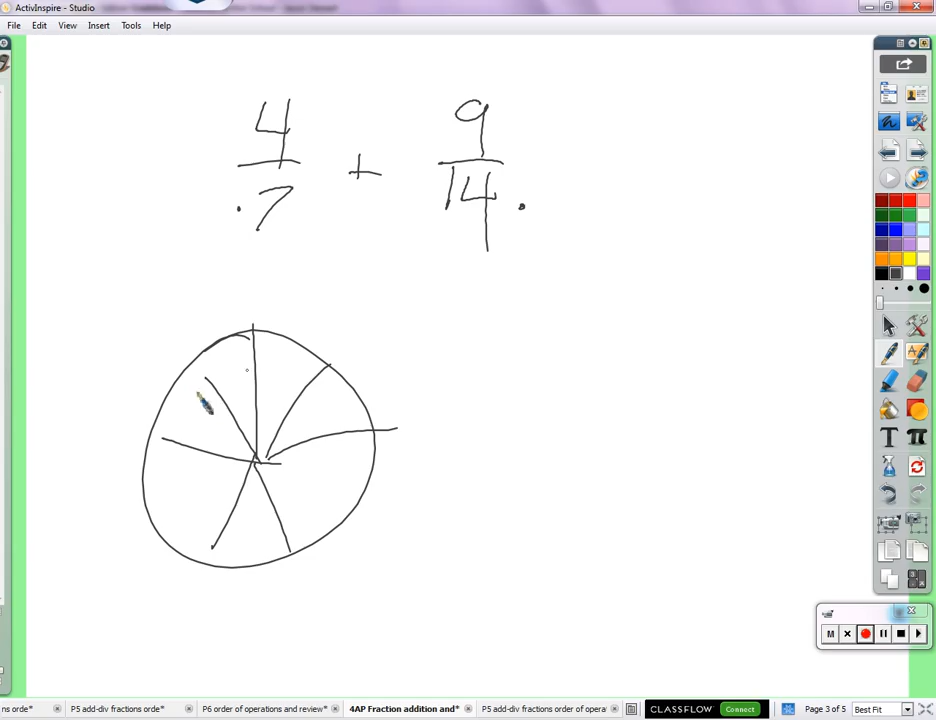 ActivInspire - Studio
File Edit View Insert Tools Help
4 9
+
.7 14 .
M
ns orde* P5 add-div fractions orde* P6 order of operations and review* 4AP Fraction addition and* P5 add-div fractions order of opera CLASSFLOW Connect Page 3 of 5 Best Fit